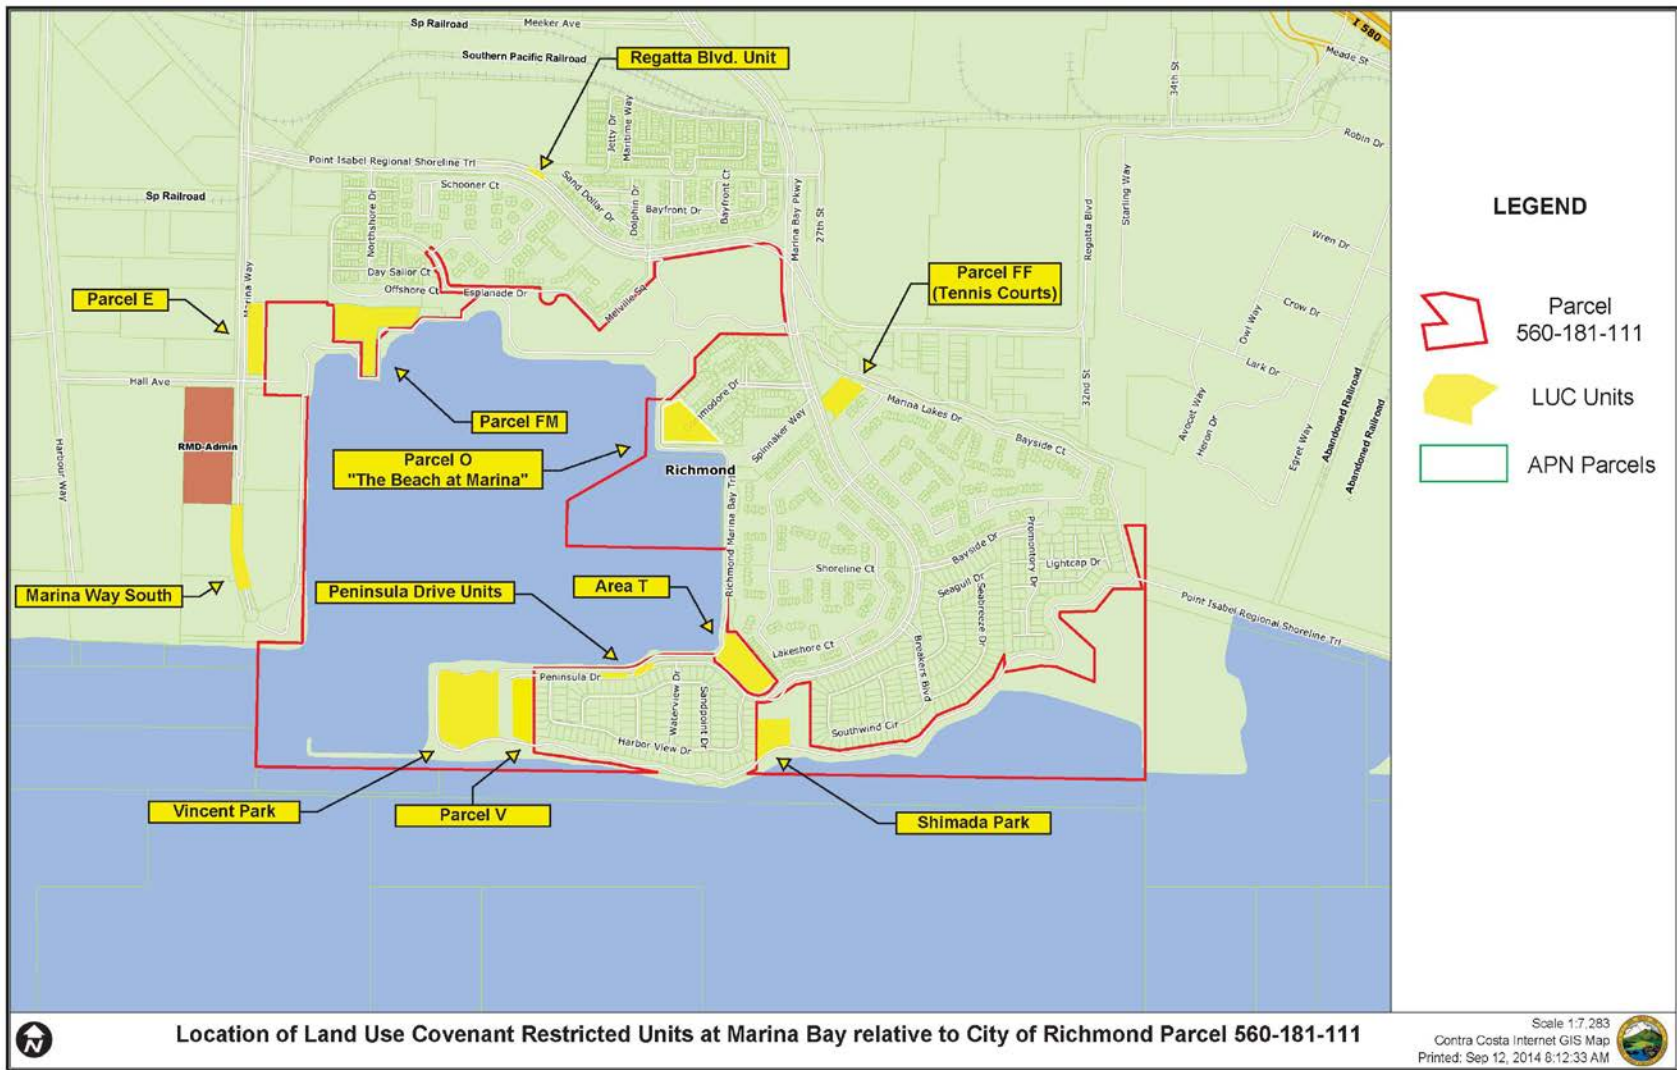 Sp Railroad
Meeker Ave
I 580
Southern Pacific Railroad
Regatta Blvd. Unit
Meade St
34th St
Jetty Dr
Maritime Way
Robin Dr
Point Isabel Regional Shoreline Trl
Schooner Ct
Sand Dollar Dr
Sp Railroad
Northshore Dr
Dolphin Dr
Bayfront Dr
Bayfront Ct
Marina Bay Pkwy
27th St
Regatta Blvd
Starling Way
Wren Dr
Day Sailor Ct
Offshore Ct
Esplanade Dr
Melville Sq
Marina Way
Parcel E
Parcel FF
(Tennis Courts)
Crow Dr
Owl Way
Lark Dr
Hall Ave
Parcel FM
Marina Lakes Dr
32nd St
Avocet Way
Heron Dr
Egret Way
Abandoned Railroad
Abandoned Railroad
Harbour Way
RMD-Admin
Parcel O
"The Beach at Marina"
Richmond
Spinnaker Way
Bayside Ct
Richmond Marina Bay Trl
Shoreline Ct
Bayside Dr
Promontory Dr
Lightcap Dr
Seagull Dr
Seabreeze Dr
Marina Way South
Peninsula Drive Units
Area T
Point Isabel Regional Shoreline Trl
Lakeshore Ct
Breakers Blvd
Peninsula Dr
Waterview Dr
Sandpoint Dr
Harbor View Dr
Southwind Cir
Vincent Park
Parcel V
Shimada Park
LEGEND
Parcel
560-181-111
LUC Units
APN Parcels
N
Location of Land Use Covenant Restricted Units at Marina Bay relative to City of Richmond Parcel 560-181-111
Scale 1:7,283
Contra Costa Internet GIS Map
Printed: Sep 12, 2014 8:12:33 AM